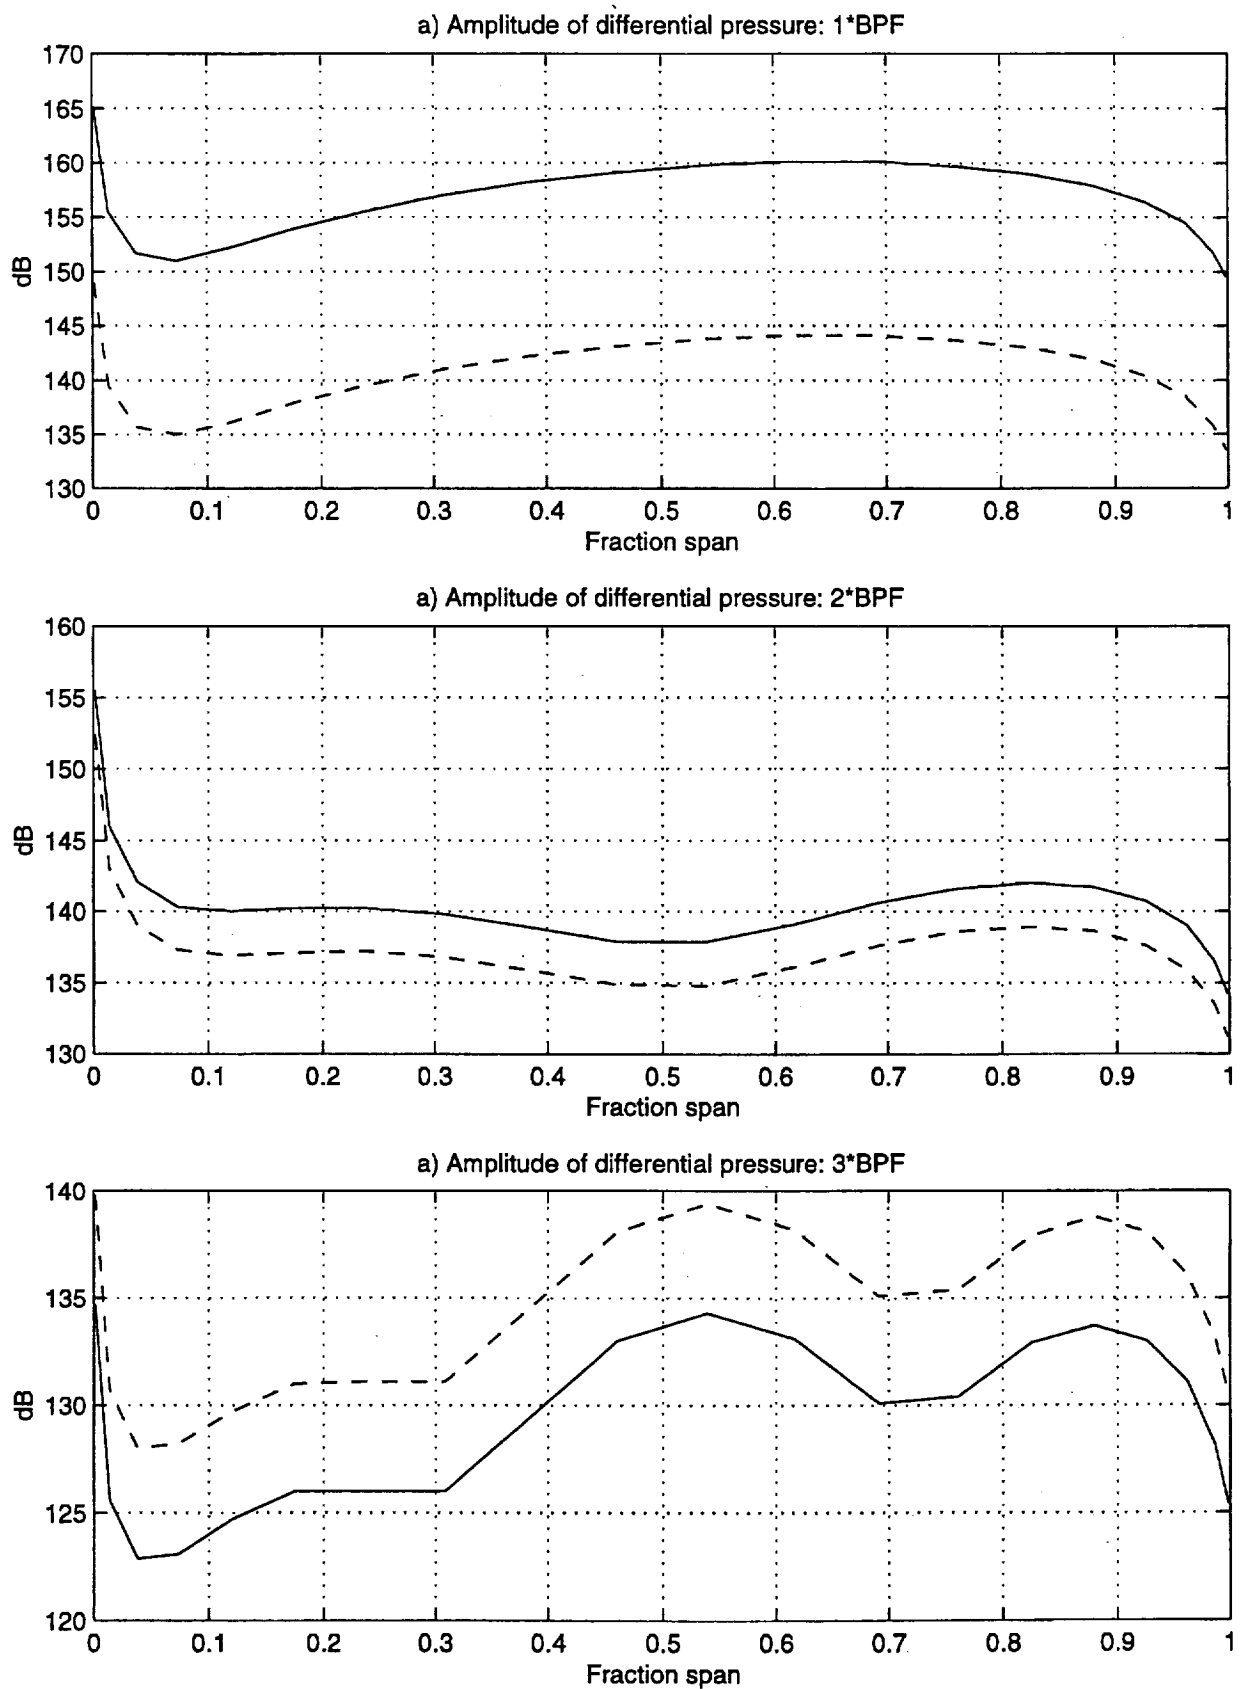 a) Amplitude of differential pressure: 1*BPF
170
165
160
155
150
145
140
135
130
dB
0 0.1 0.2 0.3 0.4 0.5 0.6 0.7 0.8 0.9 1
Fraction span
a) Amplitude of differential pressure: 2*BPF
160
155
150
145
140
135
130
dB
0 0.1 0.2 0.3 0.4 0.5 0.6 0.7 0.8 0.9 1
Fraction span
a) Amplitude of differential pressure: 3*BPF
140
135
130
125
120
dB
0 0.1 0.2 0.3 0.4 0.5 0.6 0.7 0.8 0.9 1
Fraction span